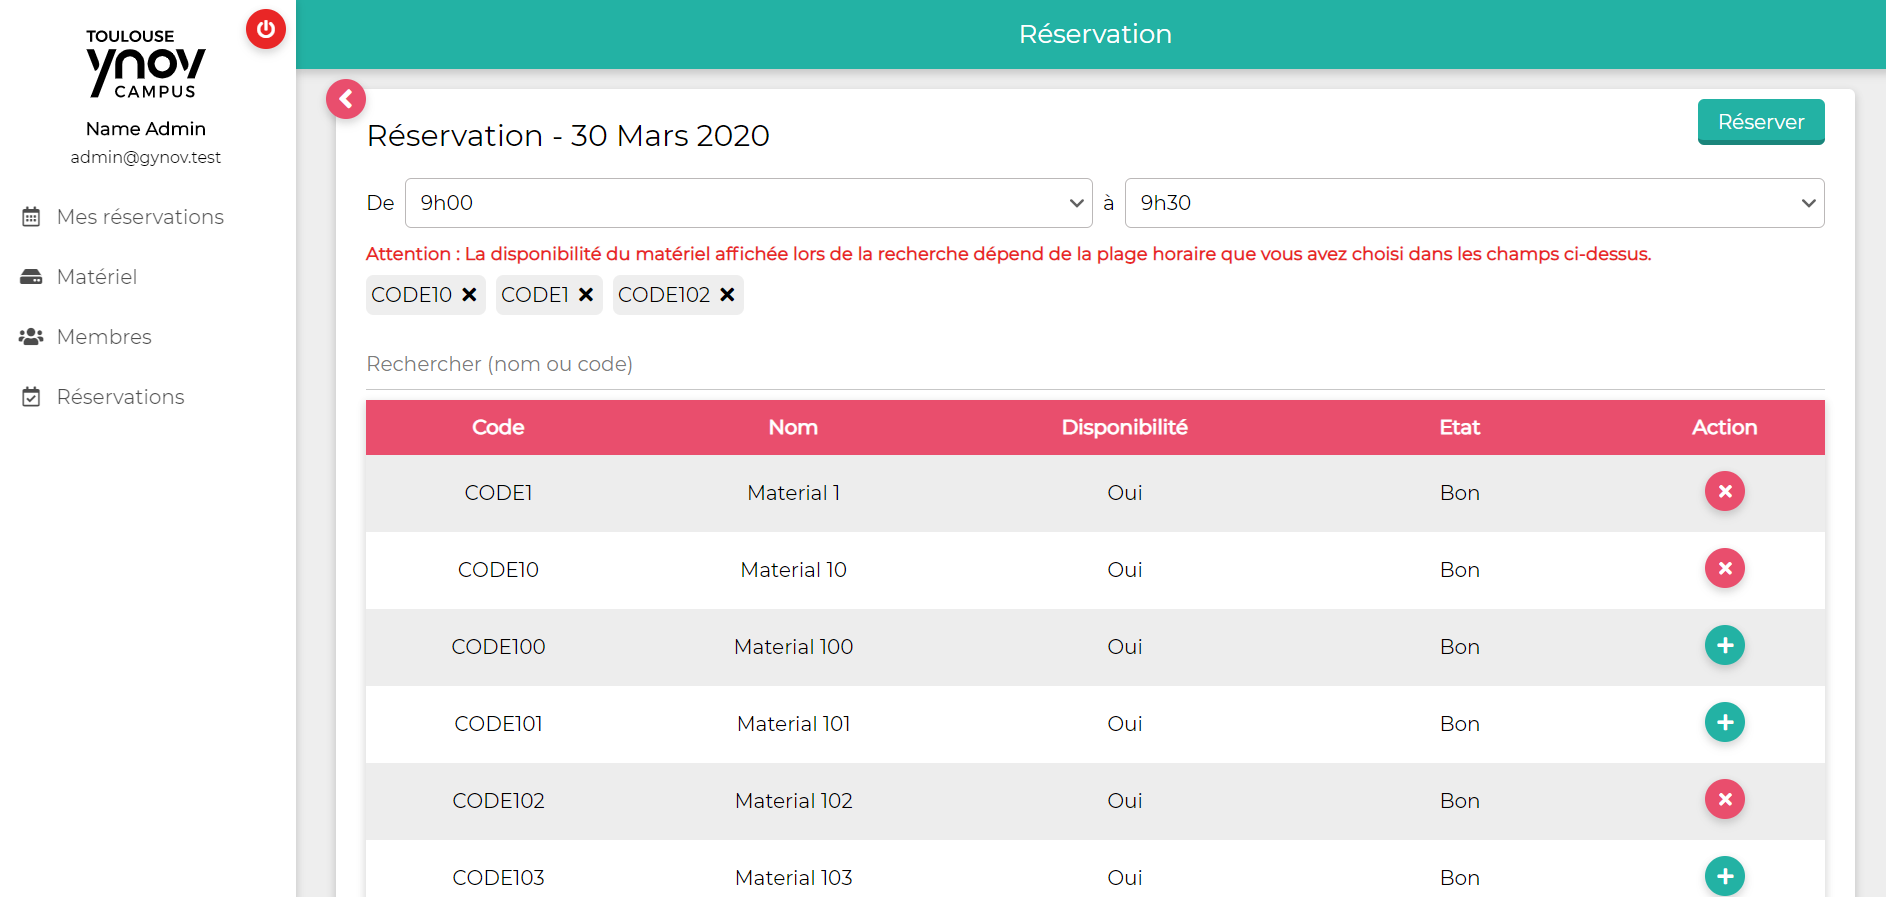 TOULOUSE
ynov
CAMPUS
Name Admin
admin@gynov.test
Mes réservations
Matériel
Membres
Réservations
Réservation
Réservation - 30 Mars 2020
Réserver
De 9h00 à 9h30
Attention : La disponibilité du matériel affichée lors de la recherche dépend de la plage horaire que vous avez choisi dans les champs ci-dessus.
CODE10 CODE1 CODE102
Rechercher (nom ou code)
Code Nom Disponibilité Etat Action
CODE1 Material 1 Oui Bon
CODE10 Material 10 Oui Bon
CODE100 Material 100 Oui Bon
CODE101 Material 101 Oui Bon
CODE102 Material 102 Oui Bon
CODE103 Material 103 Oui Bon